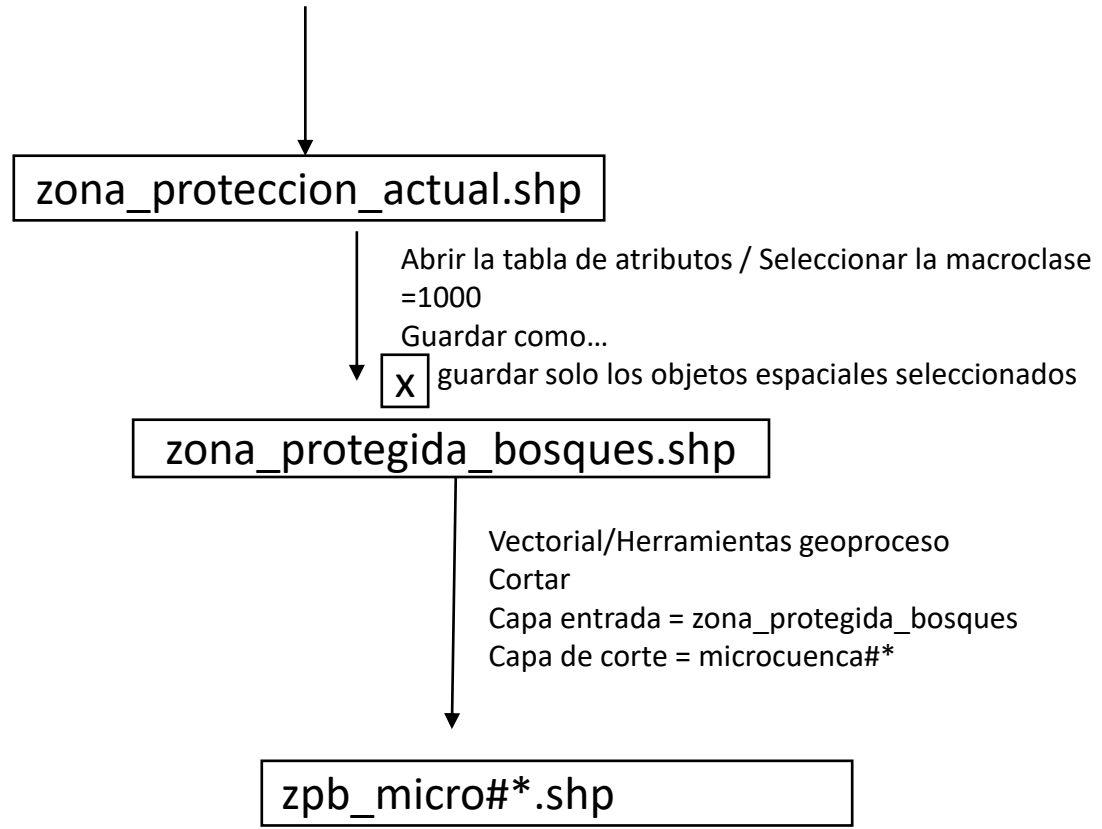 zona_proteccion_actual.shp
Abrir la tabla de atributos / Seleccionar la macroclase
=1000
Guardar como…
x guardar solo los objetos espaciales seleccionados
zona_protegida_bosques.shp
Vectorial/Herramientas geoproceso
Cortar
Capa entrada = zona_protegida_bosques
Capa de corte = microcuenca#*
zpb_micro#*.shp